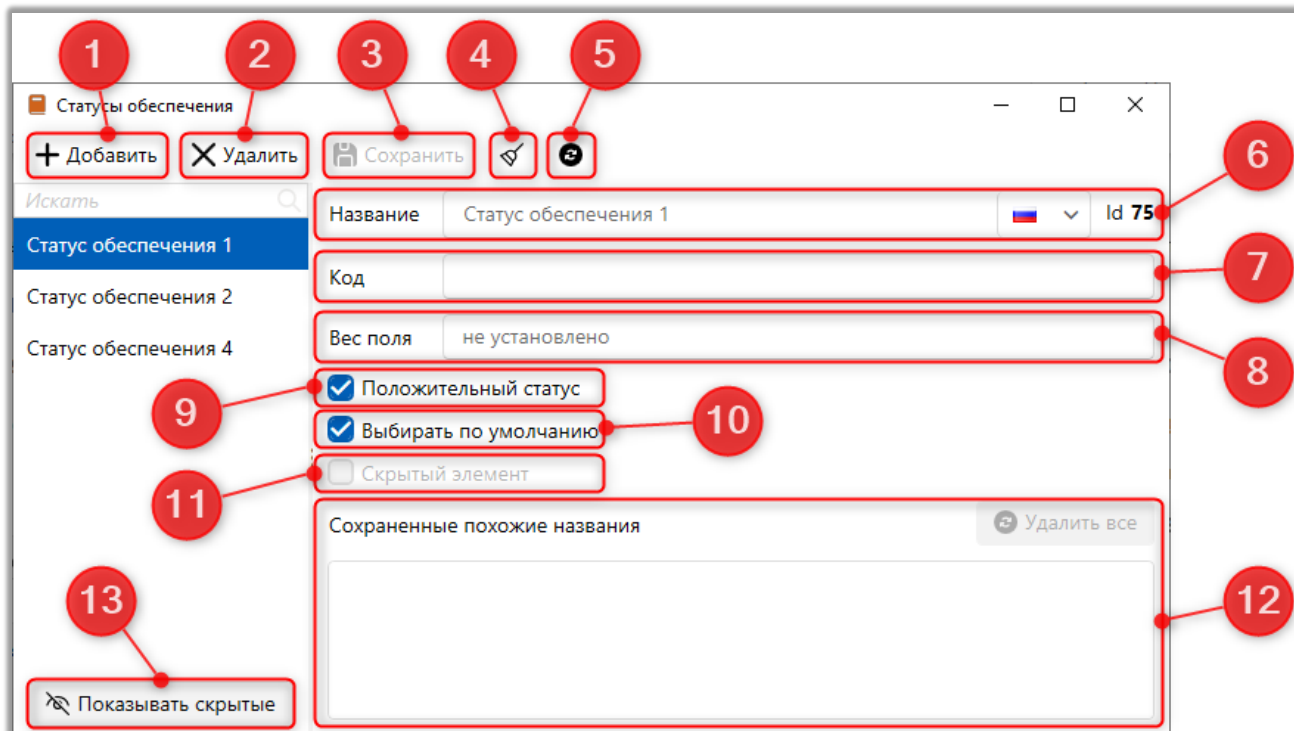 1 2 3 4 5
Статусы обеспечения
Добавить Удалить Сохранить
6
Искать
Название Статус обеспечения 1 Id 75
Статус обеспечения 1
7
Код
Статус обеспечения 2
Вес поля не установлено
Статус обеспечения 4
8
9
Положительный статус
10
Выбирать по умолчанию
11
Скрытый элемент
Сохраненные похожие названия Удалить все
12
13
Показывать скрытые